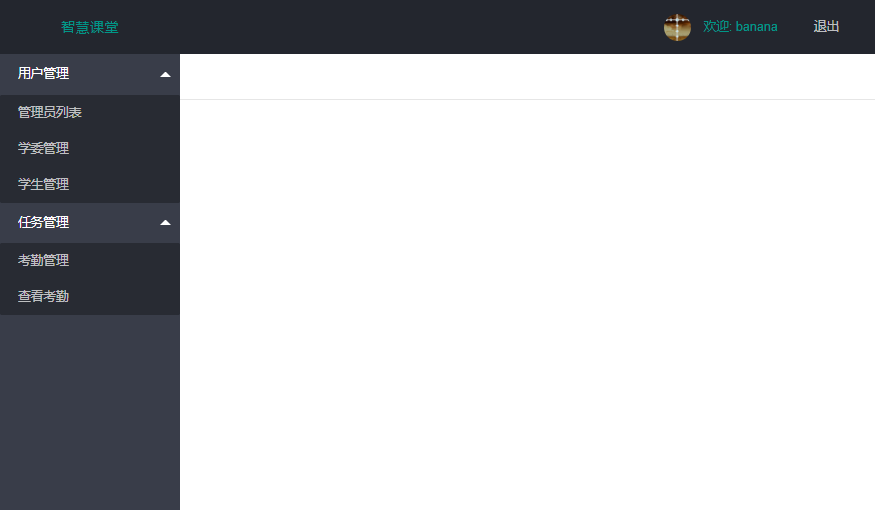 智慧课堂
欢迎: banana
退出
用户管理
管理员列表
学委管理
学生管理
任务管理
考勤管理
查看考勤